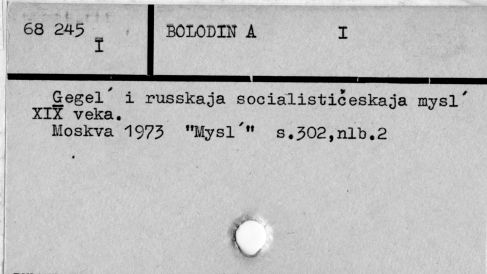 68 245 I
BOLODIN A I
Gegel´ i russkaja socialističeskaja mysl´
XIX veka.
Moskva 1973 "Mysl´" s.302,nlb.2